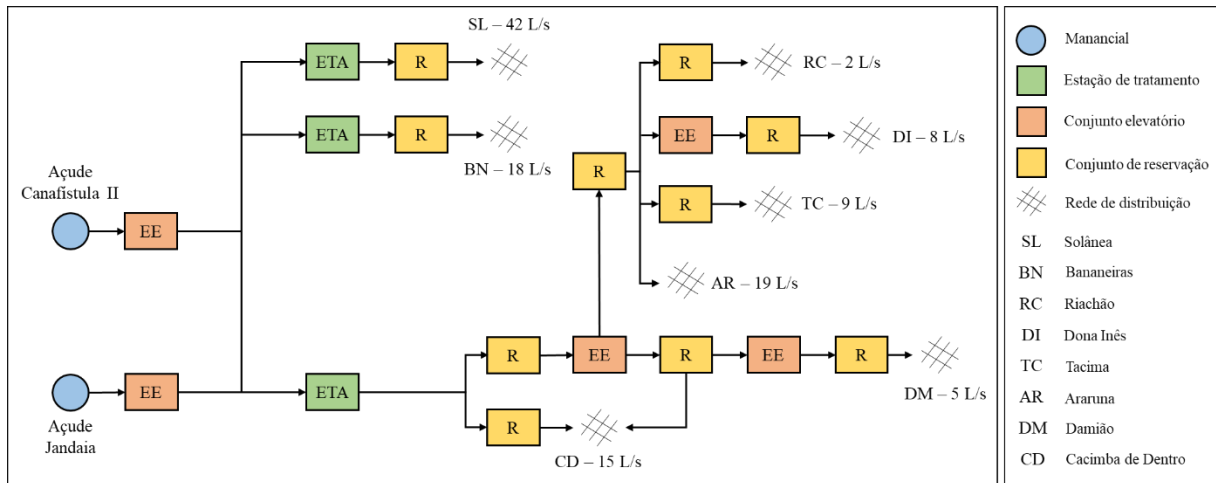 SL – 42 L/s
ETA
R
R
RC – 2 L/s
ETA
R
EE
R
DI – 8 L/s
BN – 18 L/s
R
Açude
Canafístula II
EE
R
TC – 9 L/s
AR – 19 L/s
R
EE
R
EE
R
EE
ETA
DM – 5 L/s
Açude
Jandaia
R
CD – 15 L/s
Manancial
Estação de tratamento
Conjunto elevatório
Conjunto de reservação
Rede de distribuição
SL Solânea
BN Bananeiras
RC Riachão
DI Dona Inês
TC Tacima
AR Araruna
DM Damião
CD Cacimba de Dentro